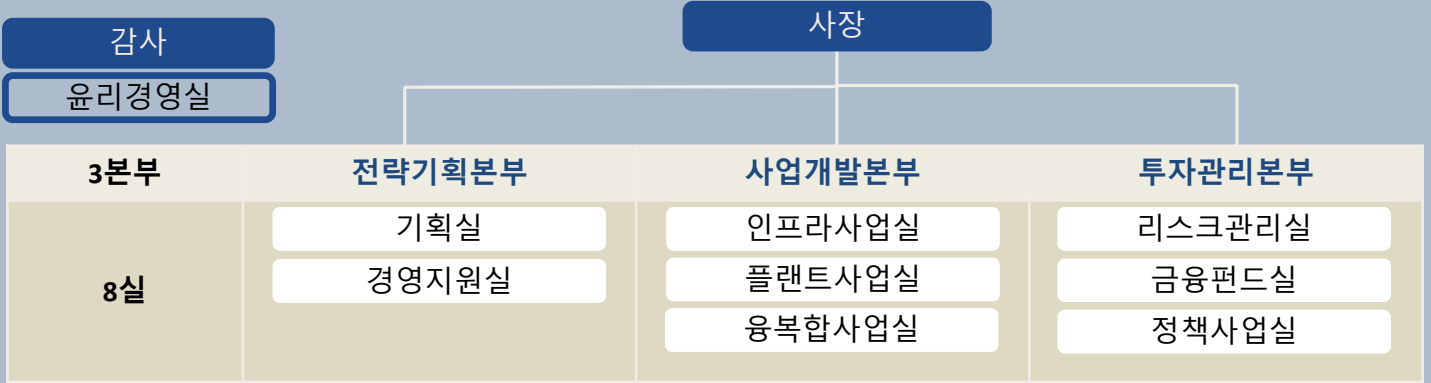 감사
윤리경영실
사장
3본부
전략기획본부
사업개발본부
투자관리본부
8실
기획실
경영지원실
인프라사업실
플랜트사업실
융복합사업실
리스크관리실
금융펀드실
정책사업실